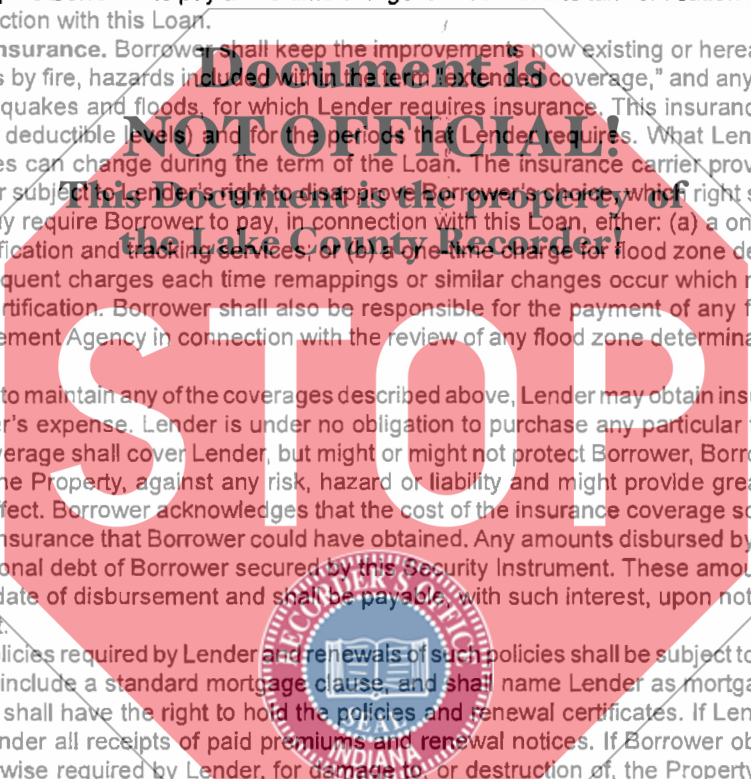 ction with this Loan.
nsurance. Borrower shall keep the improvements now existing or herea
s by fire, hazards included within the term "extended coverage," and any
quakes and floods, for which Lender requires insurance. This insuranc
deductible levels) and for the periods that Lender requires. What Len
es can change during the term of the Loan. The insurance carrier prov
r subject to Lender's right to disapprove Borrower's choice, which right s
y require Borrower to pay, in connection with this Loan, either: (a) a on
fication and tracking services; or (b) a one-time charge for flood zone de
quent charges each time remappings or similar changes occur which r
rtification. Borrower shall also be responsible for the payment of any f
ement Agency in connection with the review of any flood zone determina
to maintain any of the coverages described above, Lender may obtain insu
r's expense. Lender is under no obligation to purchase any particular
verage shall cover Lender, but might or might not protect Borrower, Borro
ne Property, against any risk, hazard or liability and might provide grea
ffect. Borrower acknowledges that the cost of the insurance coverage so
nsurance that Borrower could have obtained. Any amounts disbursed by
onal debt of Borrower secured by this Security Instrument. These amou
date of disbursement and shall be payable, with such interest, upon not
t.
licies required by Lender and renewals of such policies shall be subject to
include a standard mortgage clause, and shall name Lender as mortga
shall have the right to hold the policies and renewal certificates. If Len
nder all receipts of paid premiums and renewal notices. If Borrower ob
wise required by Lender, for damage to, or destruction of, the Property
Document is
NOT OFFICIAL!
This Document is the property of
the Lake County Recorder!
STOP
RECORDER'S OFFICE
SEAL
INDIANA